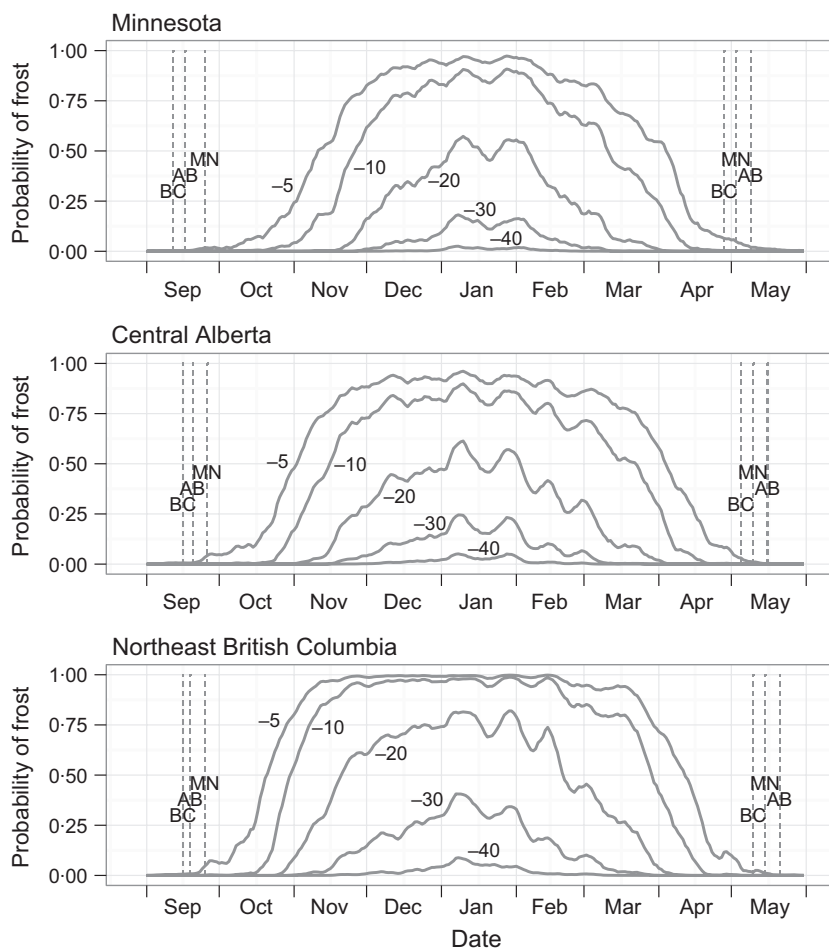 Minnesota
Probability of frost
1·00
0·75
0·50
0·25
0·00
BC
AB
MN
–5
–10
–20
–30
–40
BC
MN
AB
Sep Oct Nov Dec Jan Feb Mar Apr May
Central Alberta
Probability of frost
1·00
0·75
0·50
0·25
0·00
BC
AB
MN
–5
–10
–20
–30
–40
BC
MN
AB
Sep Oct Nov Dec Jan Feb Mar Apr May
Northeast British Columbia
Probability of frost
1·00
0·75
0·50
0·25
0·00
BC
AB
MN
–5
–10
–20
–30
–40
BC
MN
AB
Sep Oct Nov Dec Jan Feb Mar Apr May
Date